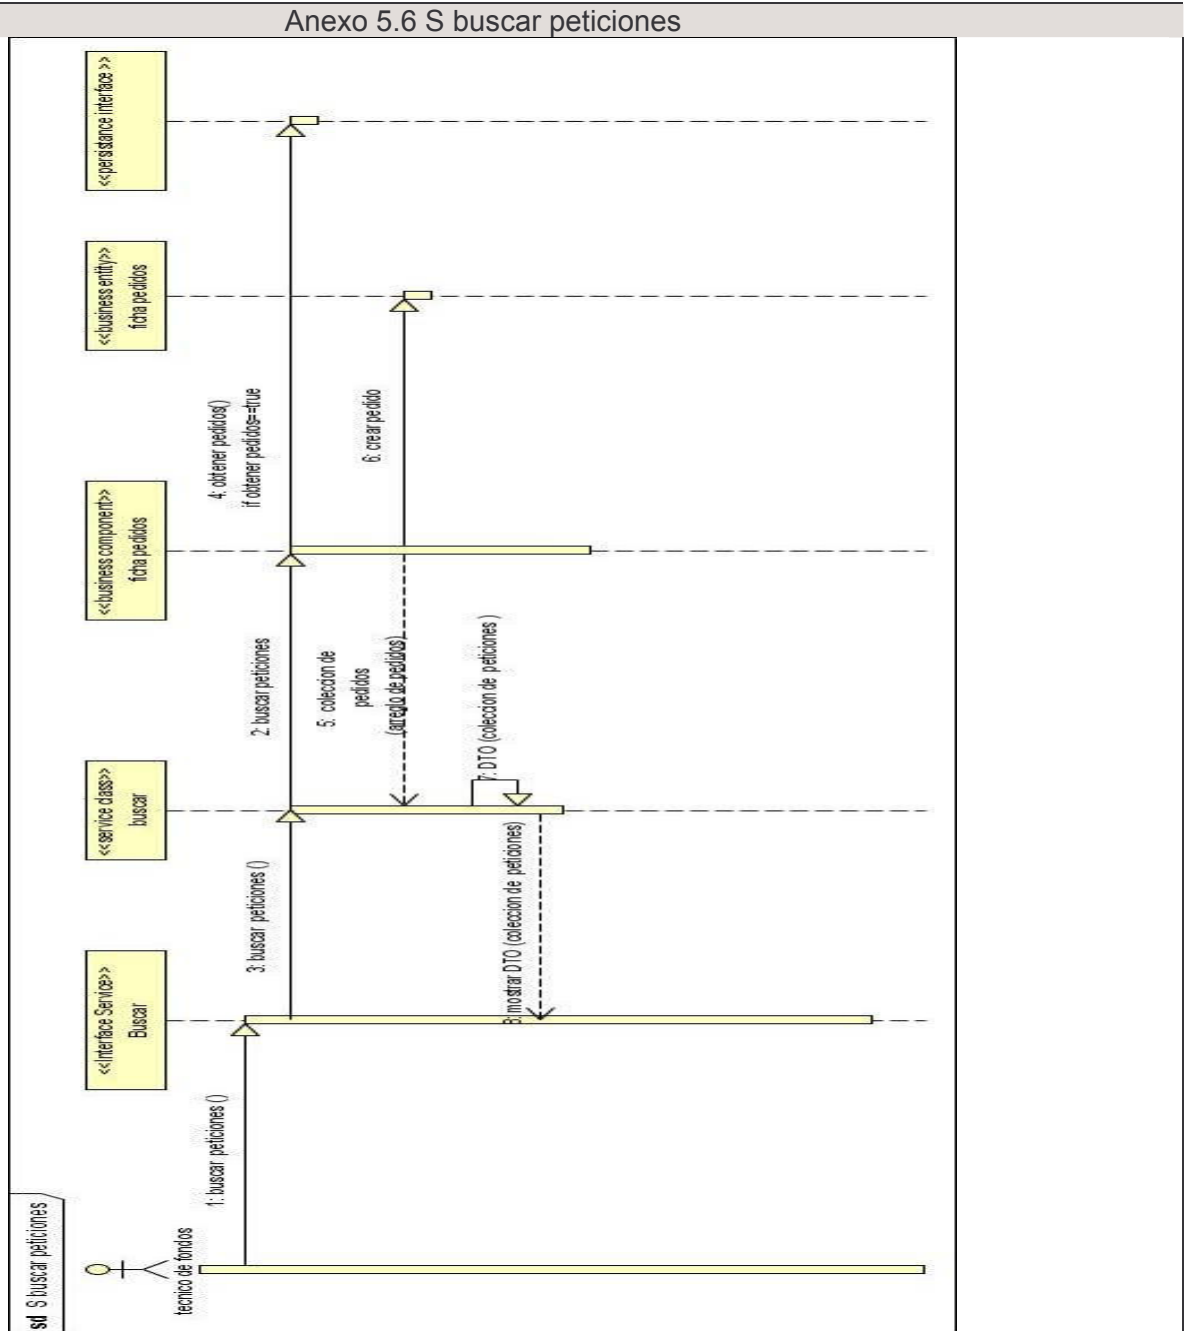 Anexo 5.6 S buscar peticiones
sd S buscar peticiones
tecnico de fondos
<<Interface Service>>
Buscar
<<service class>>
buscar
<<business component>>
ficha pedidos
<<business entity>>
ficha pedidos
<<persistance interface >>
1: buscar peticiones ()
3: buscar peticiones ()
2: buscar peticiones
4: obtener pedidos()
if obtener pedidos==true
5: coleccion de
pedidos
(arreglo de pedidos)
6: crear pedido
7: DTO (coleccion de peticiones )
8: mostrar DTO (coleccion de peticiones)